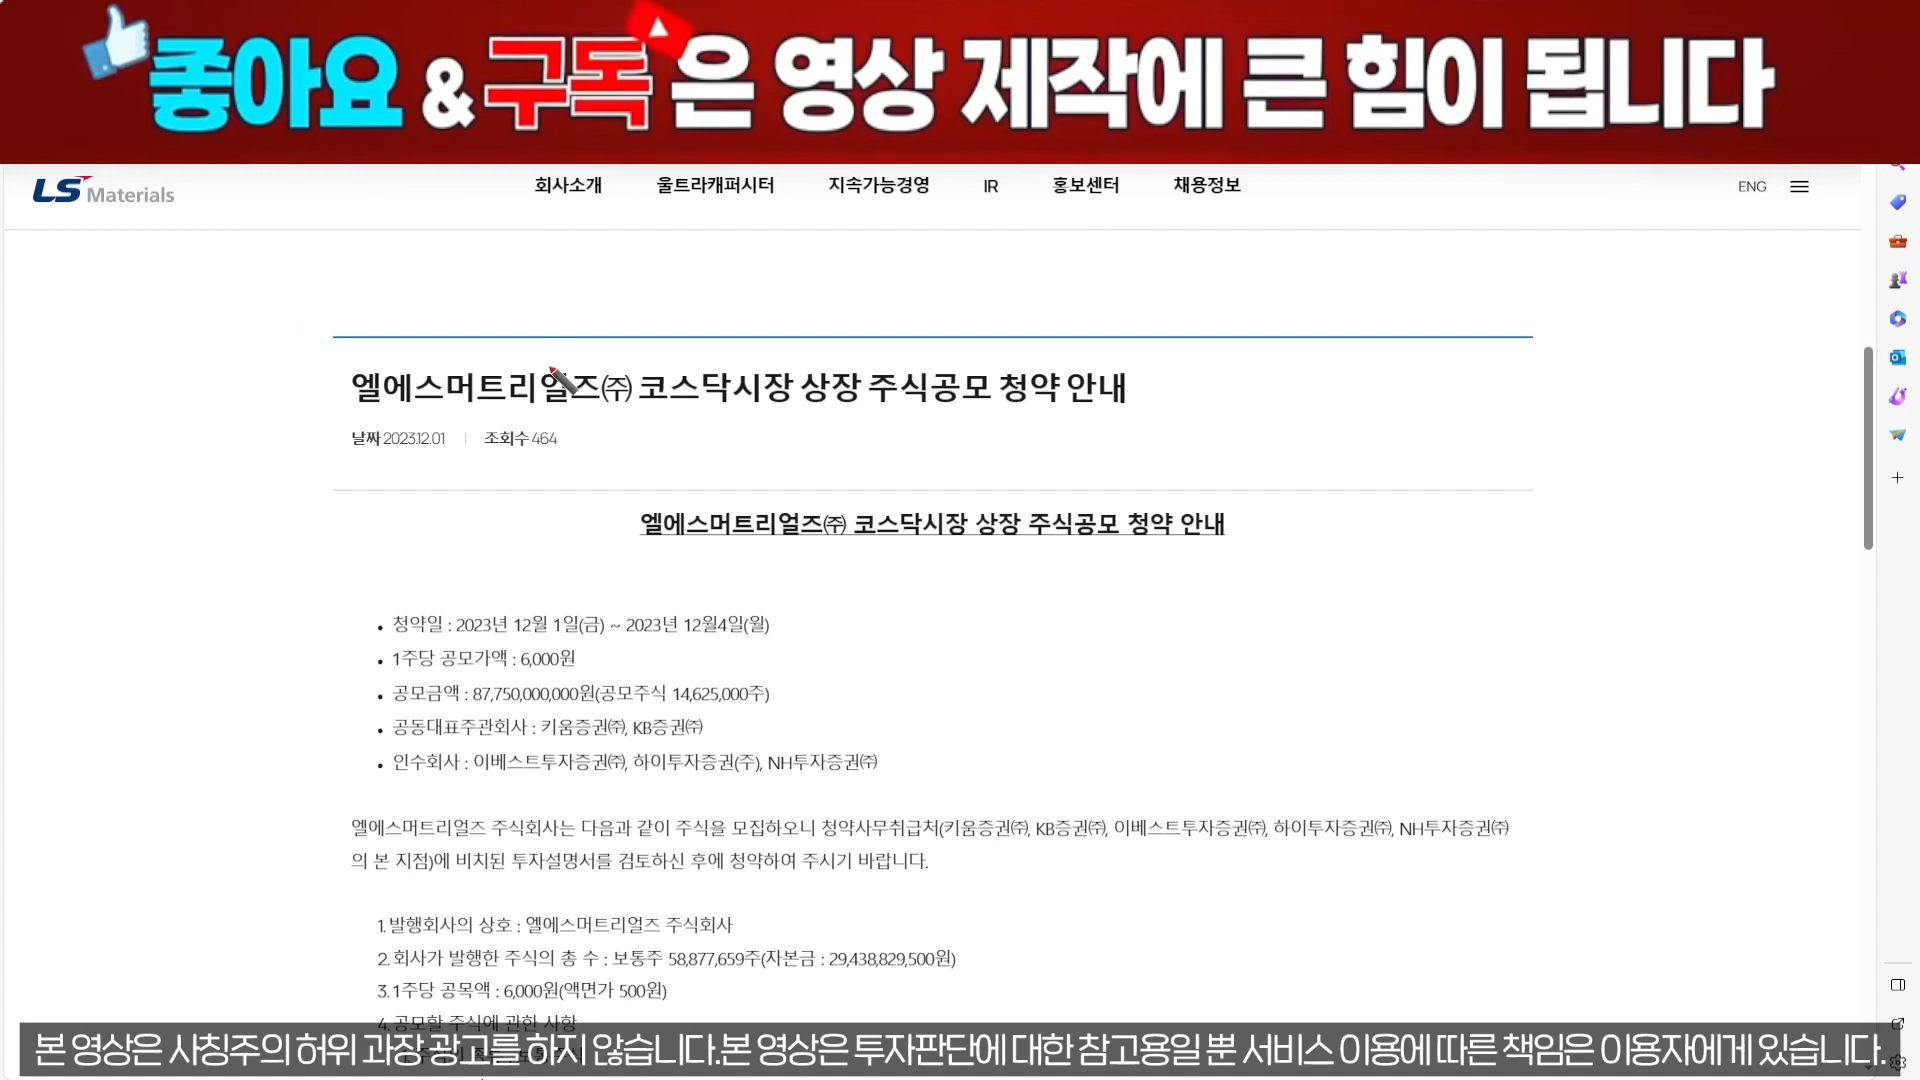 좋아요 & 구독은 영상 제작에 큰 힘이 됩니다
LS Materials
회사소개 울트라캐퍼시터 지속가능경영 IR 홍보센터 채용정보
ENG
엘에스머트리얼즈㈜ 코스닥시장 상장 주식공모 청약 안내
날짜 2023.12.01 조회수 464
엘에스머트리얼즈㈜ 코스닥시장 상장 주식공모 청약 안내
• 청약일 : 2023년 12월 1일(금) ~ 2023년 12월4일(월)
• 1주당 공모가액 : 6,000원
• 공모금액 : 87,750,000,000원(공모주식 14,625,000주)
• 공동대표주관회사 : 키움증권㈜, KB증권㈜
• 인수회사 : 이베스트투자증권㈜, 하이투자증권(주), NH투자증권㈜
엘에스머트리얼즈 주식회사는 다음과 같이 주식을 모집하오니 청약사무취급처(키움증권㈜, KB증권㈜, 이베스트투자증권㈜, 하이투자증권㈜, NH투자증권㈜
의 본 지점)에 비치된 투자설명서를 검토하신 후에 청약하여 주시기 바랍니다.
1. 발행회사의 상호 : 엘에스머트리얼즈 주식회사
2. 회사가 발행한 주식의 총 수 : 보통주 58,877,659주(자본금 : 29,438,829,500원)
3. 1주당 공목액 : 6,000원(액면가 500원)
4. 공모할 주식에 관한 사항
본 영상은 사칭주의 허위 과장 광고를 하지 않습니다.본 영상은 투자판단에 대한 참고용일 뿐 서비스 이용에 따른 책임은 이용자에게 있습니다.